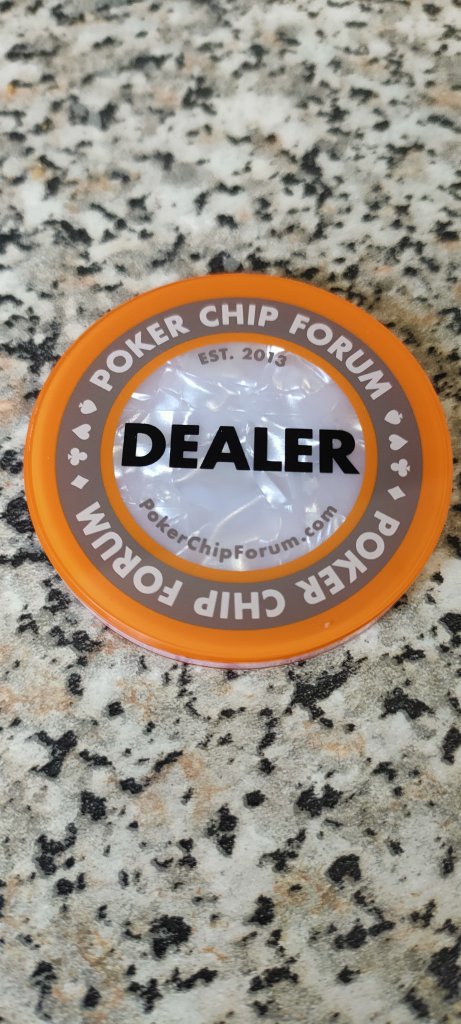 POKER CHIP FORUM
EST. 2013
DEALER
PokerChipForum.com
POKER CHIP FORUM